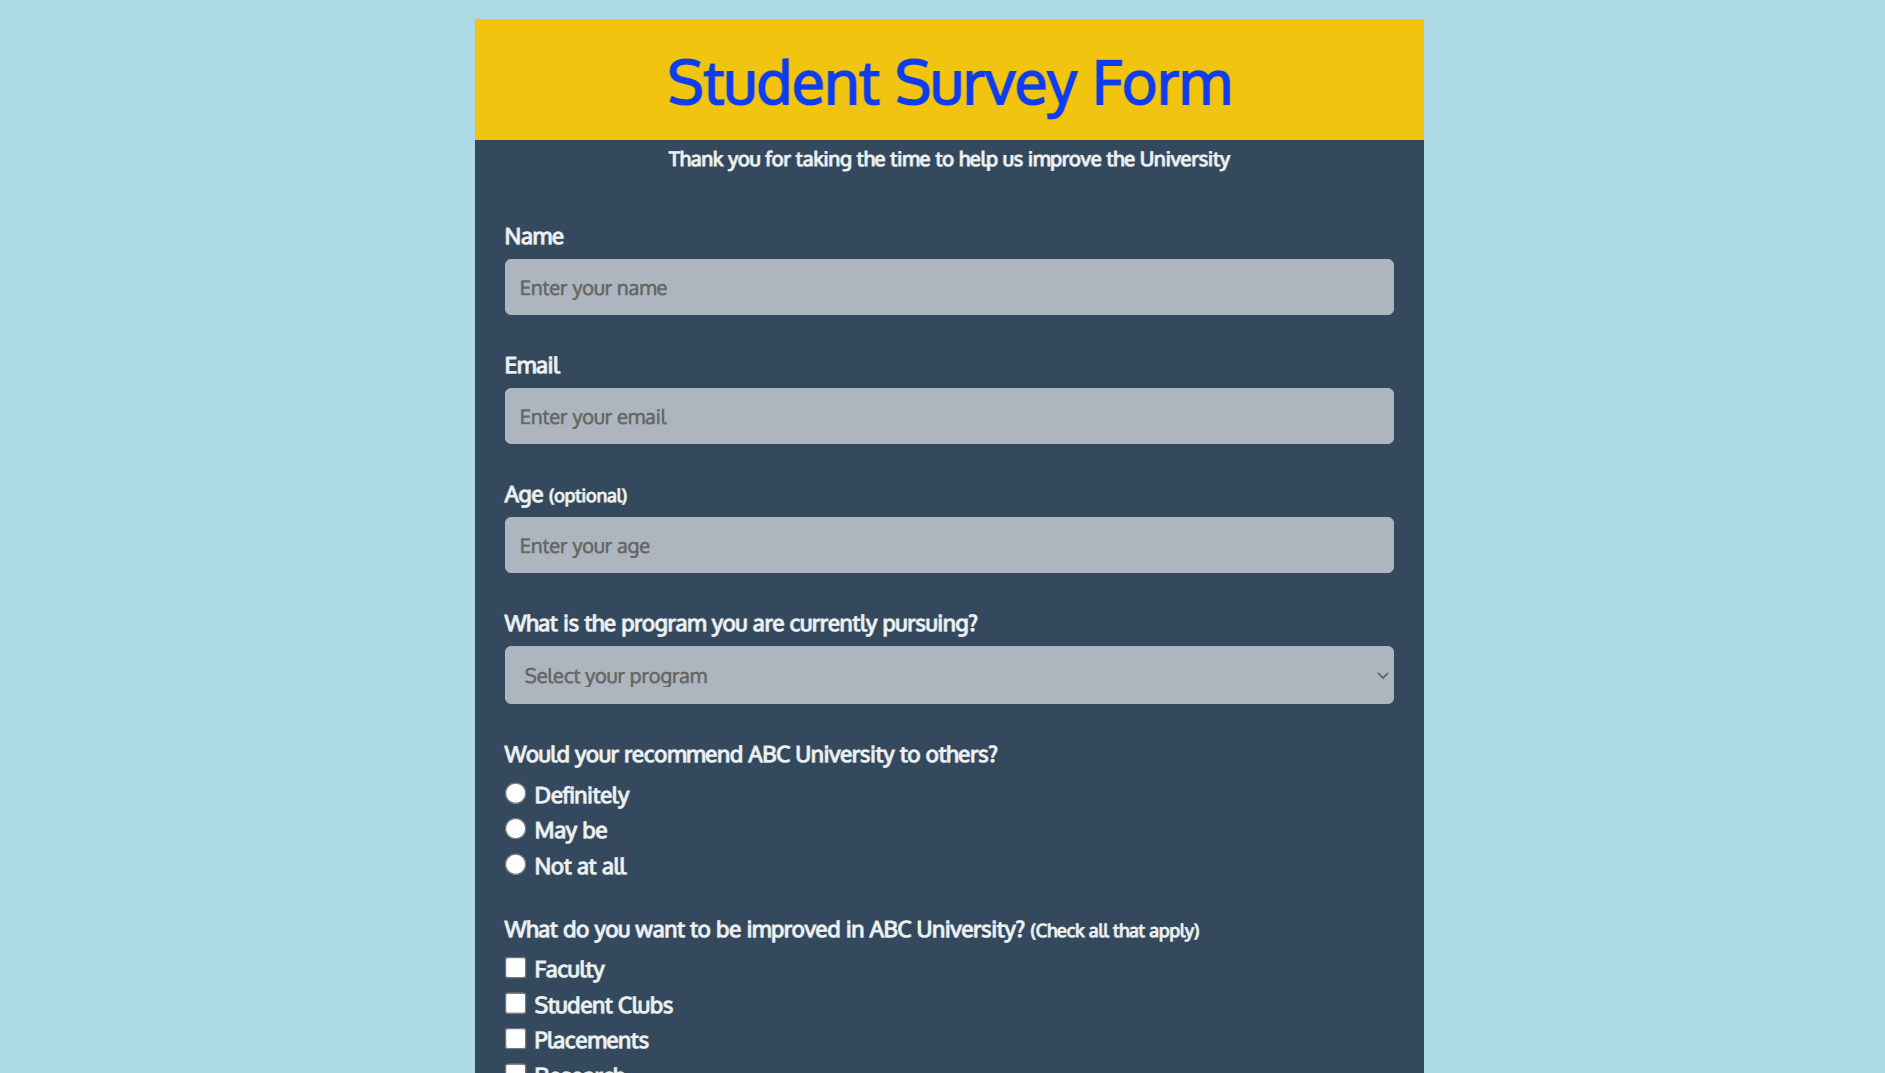 Student Survey Form
Thank you for taking the time to help us improve the University
Name
Enter your name
Email
Enter your email
Age (optional)
Enter your age
What is the program you are currently pursuing?
Select your program
Would your recommend ABC University to others?
Definitely
May be
Not at all
What do you want to be improved in ABC University? (Check all that apply)
Faculty
Student Clubs
Placements
Research